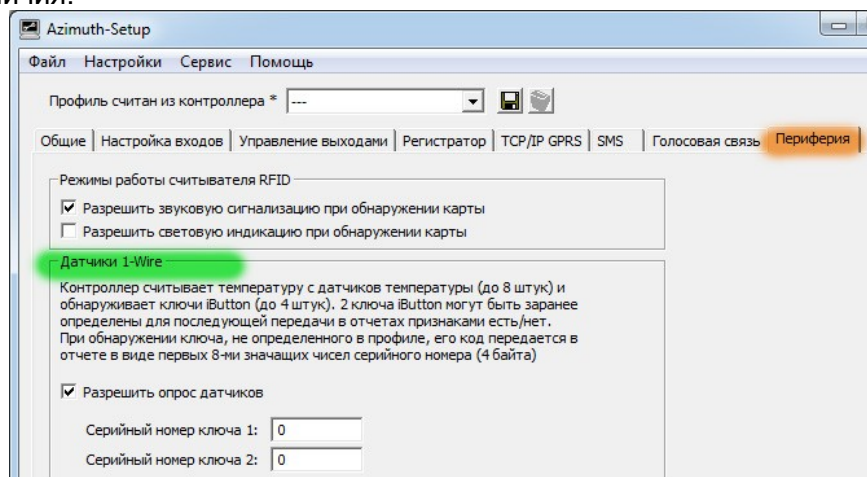 Azimuth-Setup
Файл Настройки Сервис Помощь
Профиль считан из контроллера * ---
Общие Настройка входов Управление выходами Регистратор TCP/IP GPRS SMS Голосовая связь Периферия
Режимы работы считывателя RFID
Разрешить звуковую сигнализацию при обнаружении карты
Разрешить световую индикацию при обнаружении карты
Датчики 1-Wire
Контроллер считывает температуру с датчиков температуры (до 8 штук) и
обнаруживает ключи iButton (до 4 штук). 2 ключа iButton могут быть заранее
определены для последующей передачи в отчетах признаками есть/нет.
При обнаружении ключа, не определенного в профиле, его код передается в
отчете в виде первых 8-ми значащих чисел серийного номера (4 байта)
Разрешить опрос датчиков
Серийный номер ключа 1: 0
Серийный номер ключа 2: 0